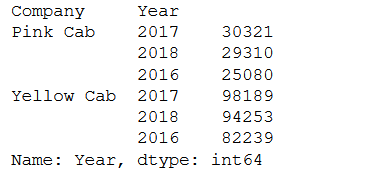 Company     Year
Pink Cab    2017    30321
            2018    29310
            2016    25080
Yellow Cab  2017    98189
            2018    94253
            2016    82239
Name: Year, dtype: int64